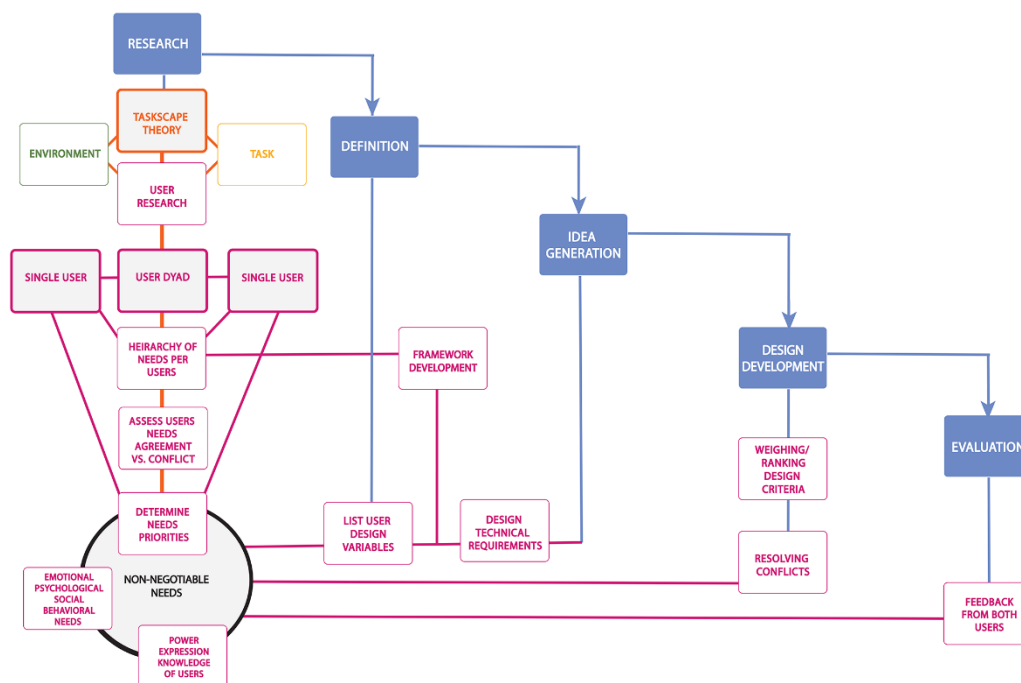 RESEARCH
TASKSCAPE
THEORY
ENVIRONMENT
TASK
DEFINITION
USER
RESEARCH
IDEA
GENERATION
SINGLE USER
USER DYAD
SINGLE USER
HEIRARCHY OF
NEEDS PER
USERS
FRAMEWORK
DEVELOPMENT
DESIGN
DEVELOPMENT
ASSESS USERS
NEEDS
AGREEMENT
VS. CONFLICT
WEIGHING/
RANKING
DESIGN
CRITERIA
EVALUATION
DETERMINE
NEEDS
PRIORITIES
LIST USER
DESIGN
VARIABLES
DESIGN
TECHNICAL
REQUIREMENTS
RESOLVING
CONFLICTS
NON-NEGOTIABLE
NEEDS
EMOTIONAL
PSYCHOLOGICAL
SOCIAL
BEHAVIORAL
NEEDS
FEEDBACK
FROM BOTH
USERS
POWER
EXPRESSION
KNOWLEDGE
OF USERS